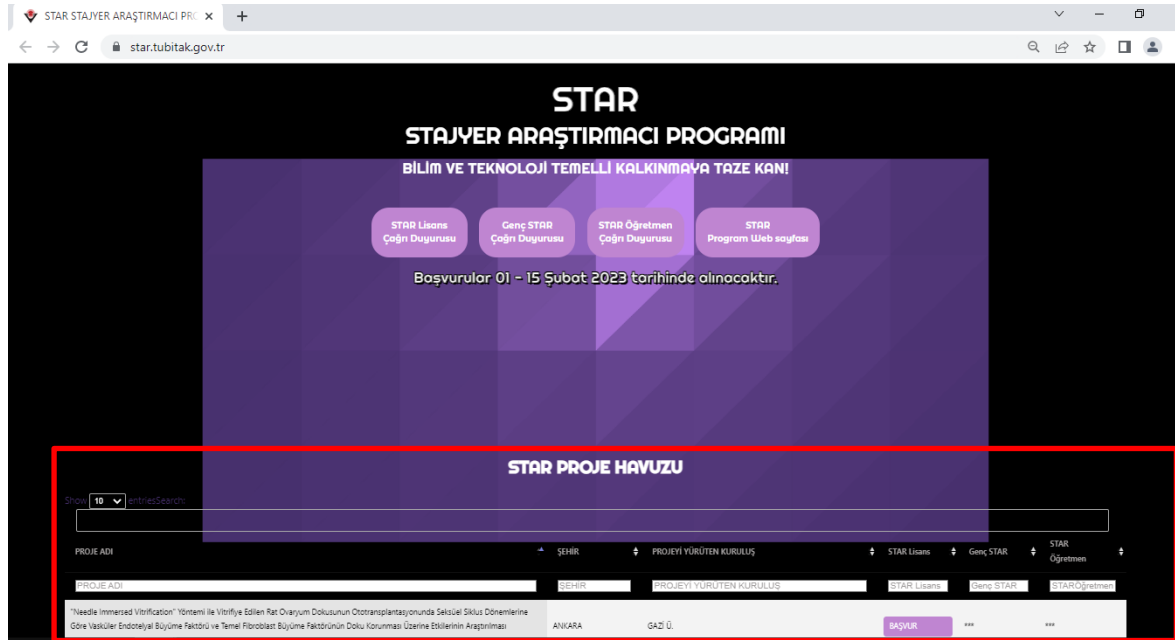 STAR STAJYER ARAŞTIRMACI PRO
star.tubitak.gov.tr
STAR
STAJYER ARAŞTIRMACI PROGRAMI
BİLİM VE TEKNOLOJİ TEMELLİ KALKINMAYA TAZE KAN!
STAR Lisans
Çağrı Duyurusu
Genç STAR
Çağrı Duyurusu
STAR Öğretmen
Çağrı Duyurusu
STAR
Program Web sayfası
Başvurular 01 - 15 Şubat 2023 tarihinde alınacaktır.
STAR PROJE HAVUZU
Show 10 entriesSearch:
PROJE ADI ŞEHİR PROJEYİ YÜRÜTEN KURULUŞ STAR Lisans Genç STAR STAR
Öğretmen
PROJE ADI ŞEHİR PROJEYİ YÜRÜTEN KURULUŞ STAR Lisans Genç STAR STARÖğretmen
"Needle Immersed Vitrification" Yöntemi ile Vitrifiye Edilen Rat Ovaryum Dokusunun Ototransplantasyonunda Seksüel Siklus Dönemlerine
Göre Vasküler Endotelyal Büyüme Faktörü ve Temel Fibroblast Büyüme Faktörünün Doku Korunması Üzerine Etkilerinin Araştırılması ANKARA GAZİ Ü. BAŞVUR *** ***